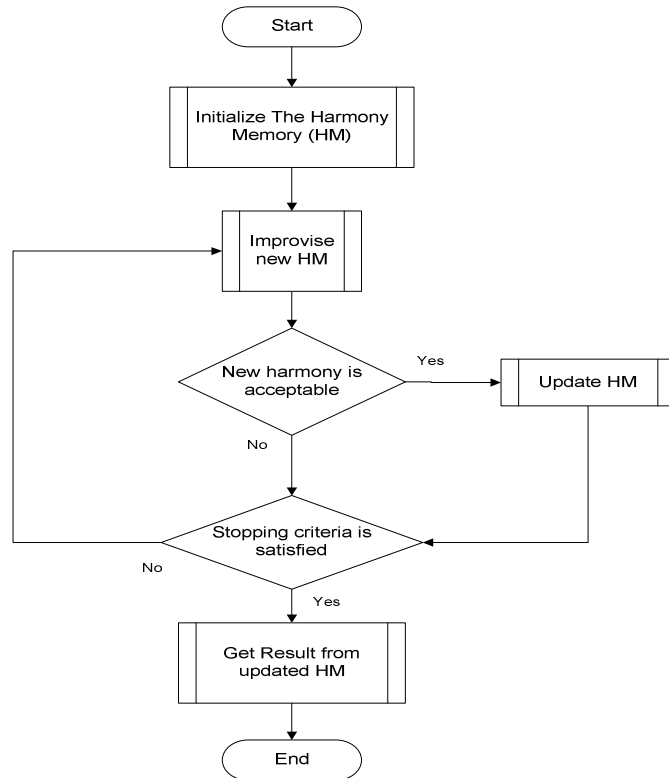 Start
Initialize The Harmony
Memory (HM)
Improvise
new HM
New harmony is
acceptable
Yes
Update HM
No
Stopping criteria is
satisfied
No
Yes
Get Result from
updated HM
End